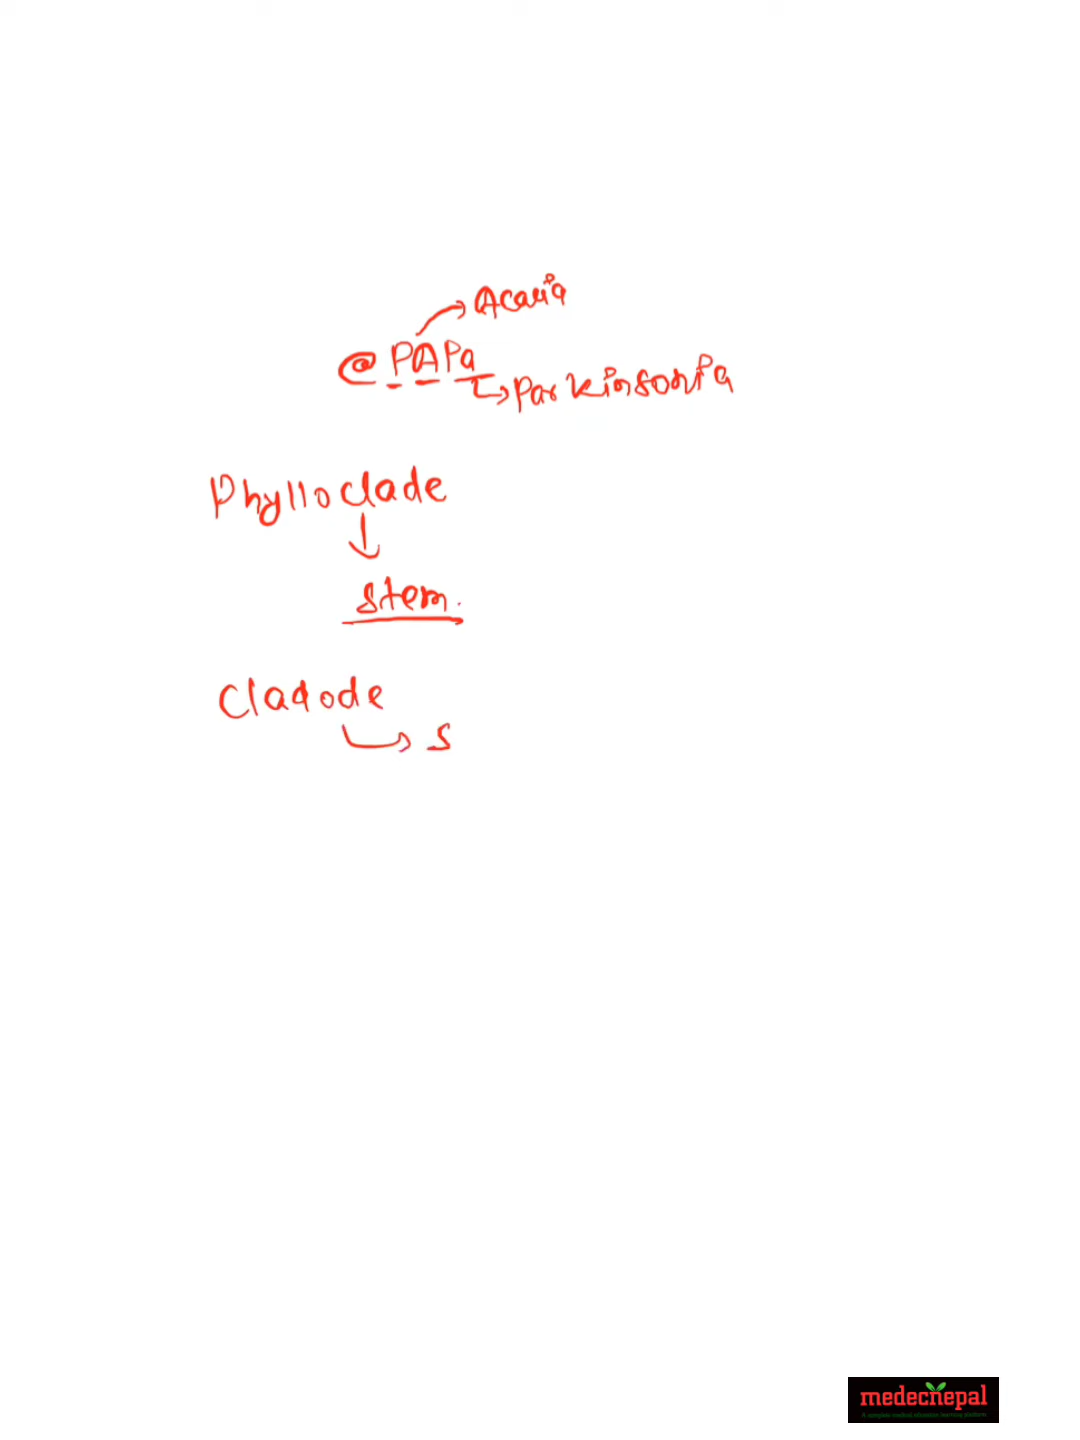 Acacia
@ PAPa
Parkinsonia
Phylloclade
stem.
Cladode
S
medecnepal